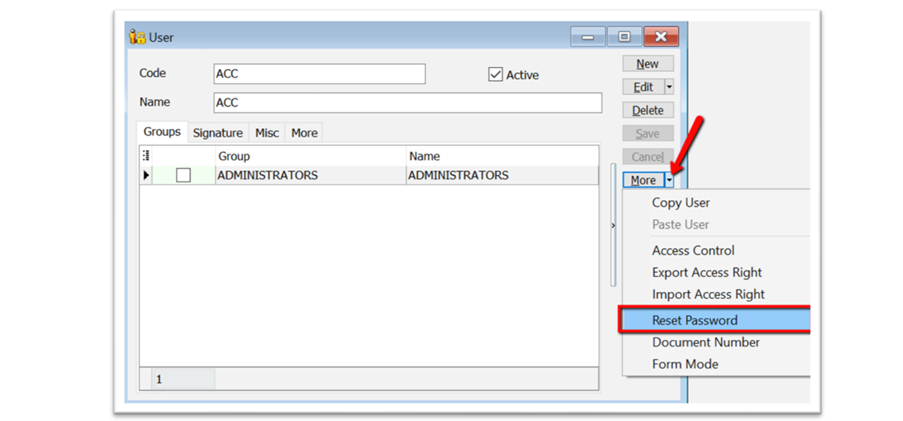 User
Code ACC Active
Name ACC
Groups Signature Misc More
Group Name
ADMINISTRATORS ADMINISTRATORS
1
New
Edit
Delete
Save
Cancel
More
Copy User
Paste User
Access Control
Export Access Right
Import Access Right
Reset Password
Document Number
Form Mode